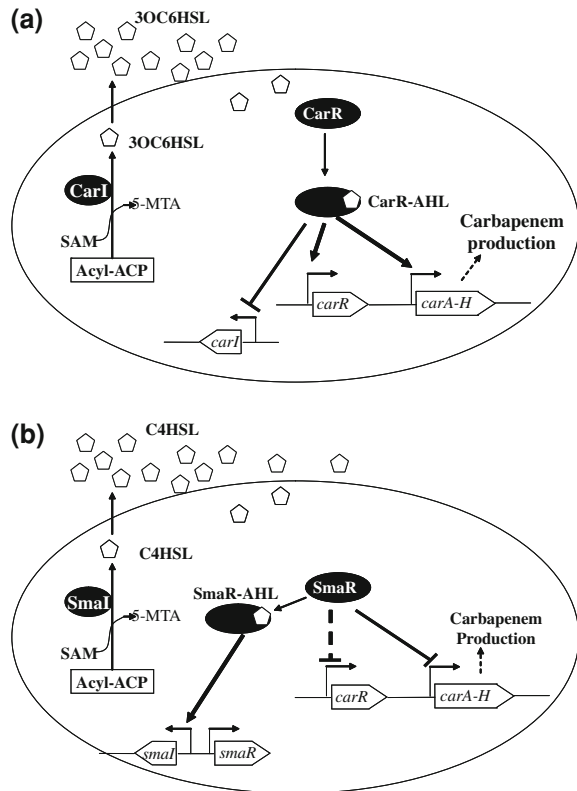 (a)
3OC6HSL
3OC6HSL
CarR
CarI
5-MTA
CarR-AHL
SAM
Acyl-ACP
Carbapenem
production
carR
carA-H
carI
(b)
C4HSL
C4HSL
SmaR-AHL
SmaR
SmaI
5-MTA
Carbapenem
Production
SAM
Acyl-ACP
carR
carA-H
smaI
smaR